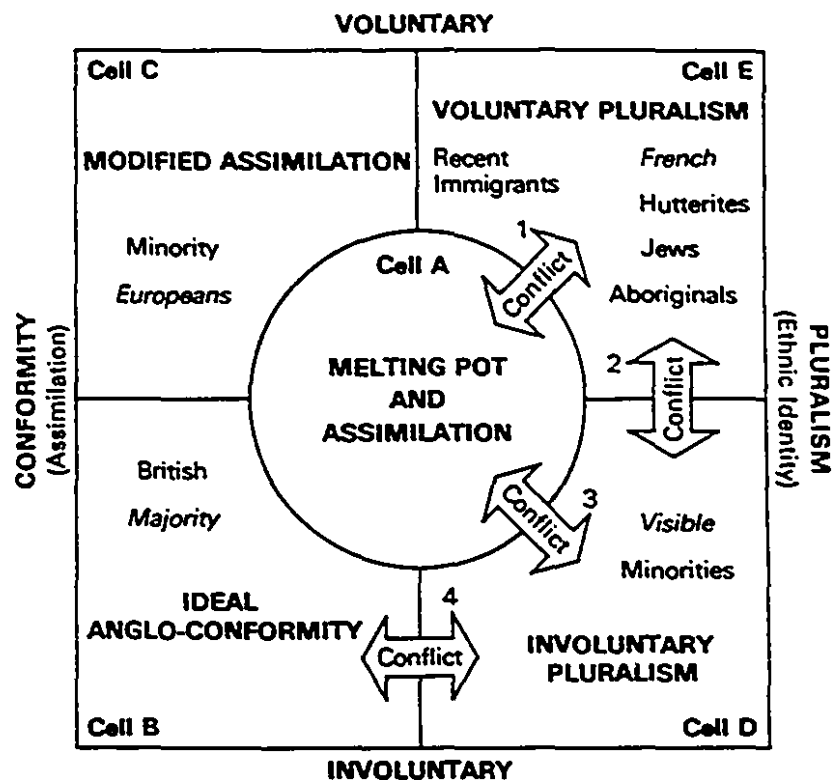 VOLUNTARY
Cell C
MODIFIED ASSIMILATION
Minority
Europeans
Cell E
VOLUNTARY PLURALISM
Recent
Immigrants
French
Hutterites
Jews
Aboriginals
1
Conflict
Cell A
MELTING POT
AND
ASSIMILATION
CONFORMITY
(Assimilation)
PLURALISM
(Ethnic Identity)
2
Conflict
3
Conflict
British
Majority
IDEAL
ANGLO-CONFORMITY
Cell B
4
Conflict
Visible
Minorities
INVOLUNTARY
PLURALISM
Cell D
INVOLUNTARY